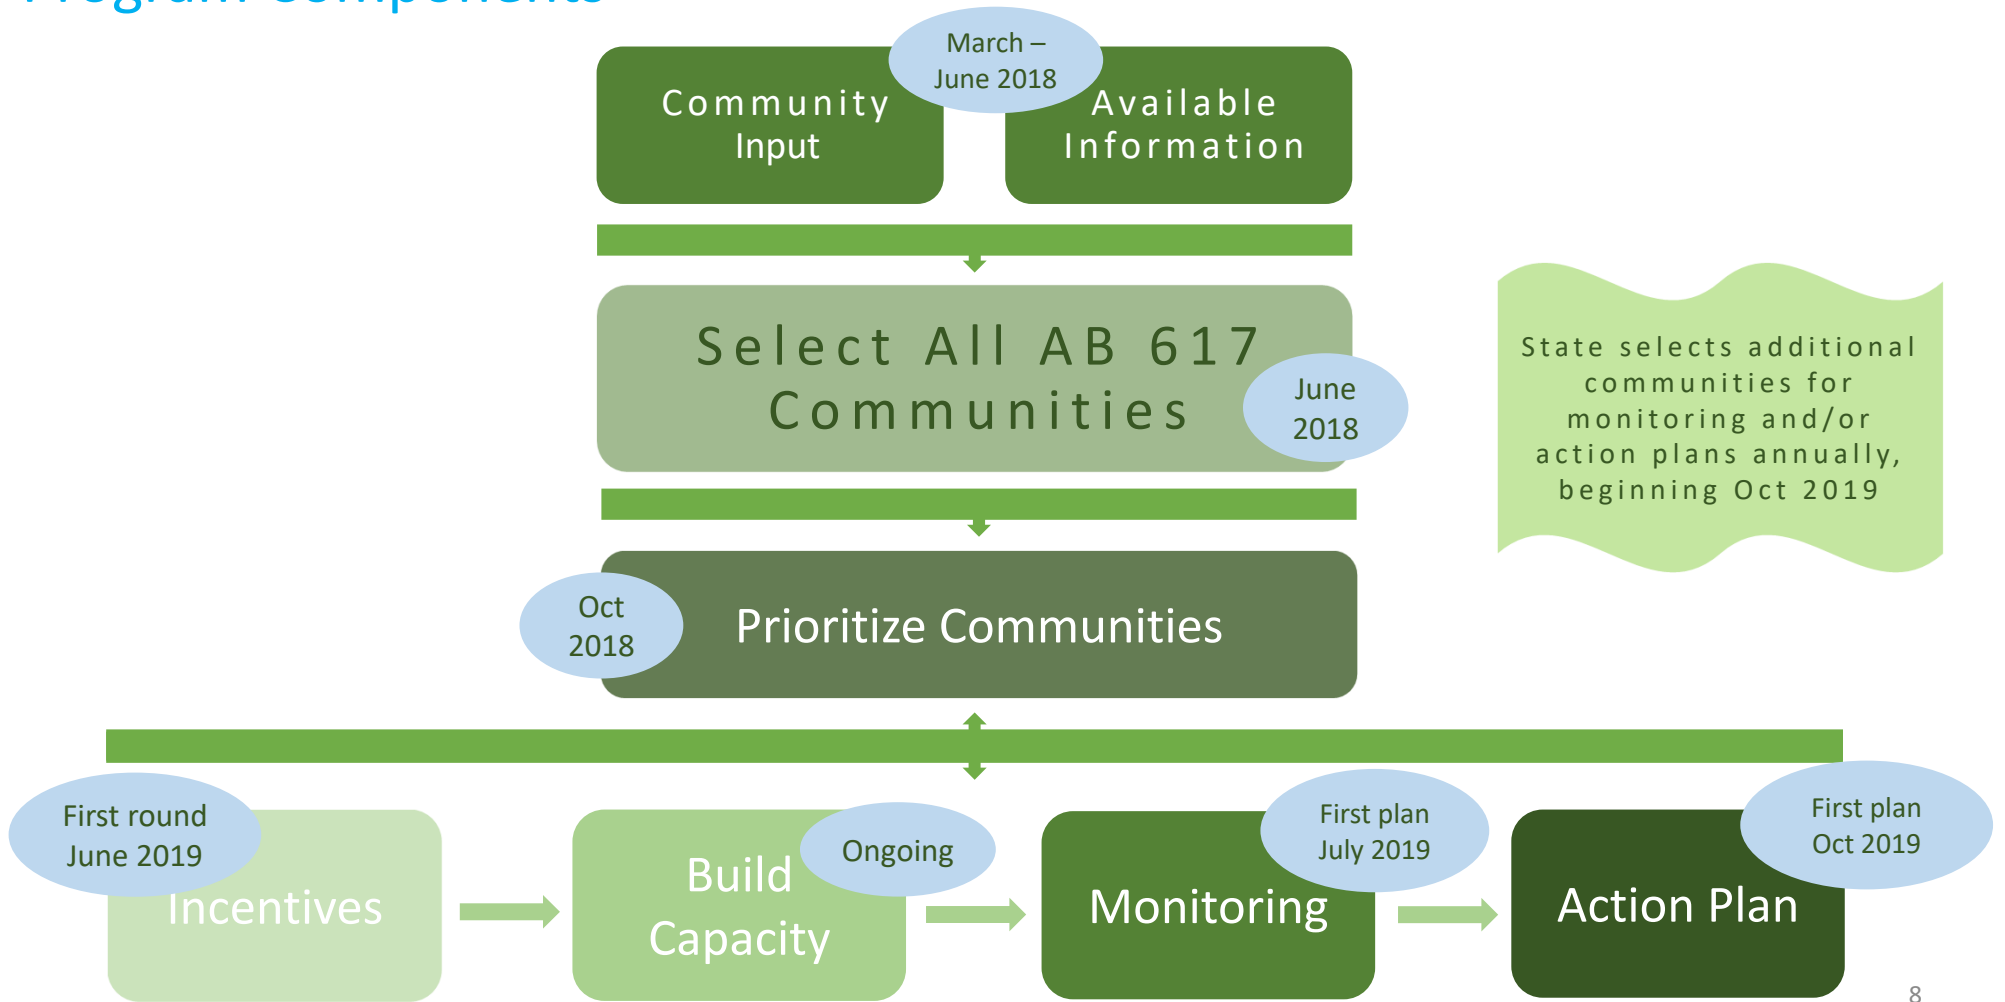 Program Components
March –
June 2018
Community
Input
Available
Information
Select All AB 617
Communities
June
2018
State selects additional
communities for
monitoring and/or
action plans annually,
beginning Oct 2019
Oct
2018
Prioritize Communities
First round
June 2019
Incentives
Build
Capacity
Ongoing
Monitoring
First plan
July 2019
Action Plan
First plan
Oct 2019
8